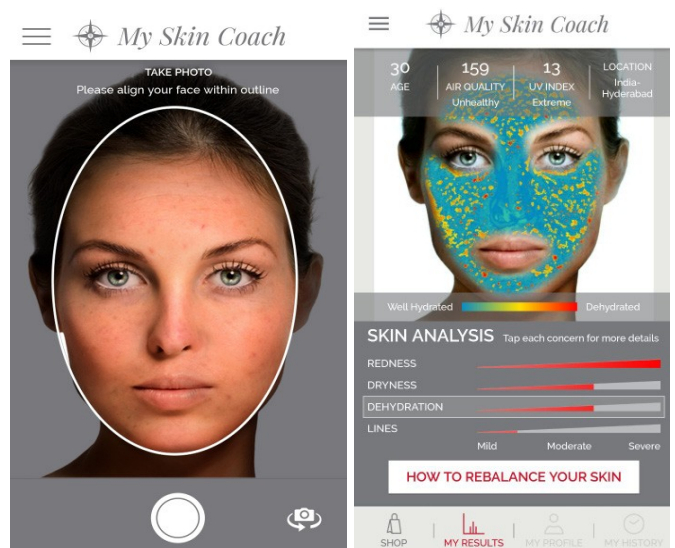 My Skin Coach
TAKE PHOTO
Please align your face within outline
My Skin Coach
30
AGE
159
AIR QUALITY
Unhealthy
13
UV INDEX
Extreme
LOCATION
India-
Hyderabad
Well Hydrated
Dehydrated
SKIN ANALYSIS Tap each concern for more details
REDNESS
DRYNESS
DEHYDRATION
LINES
Mild Moderate Severe
HOW TO REBALANCE YOUR SKIN
SHOP
MY RESULTS
MY PROFILE
MY HISTORY